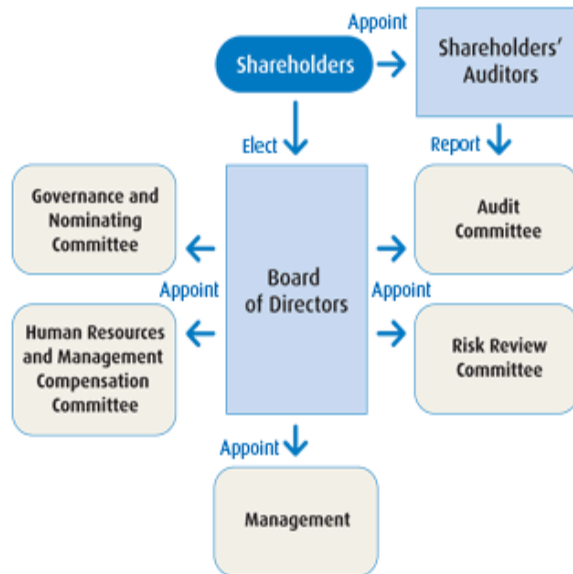 Appoint
Shareholders
Shareholders'
Auditors
Elect
Report
Governance and
Nominating
Committee
Audit
Committee
Board
of Directors
Appoint
Appoint
Human Resources
and Management
Compensation
Committee
Risk Review
Committee
Appoint
Management